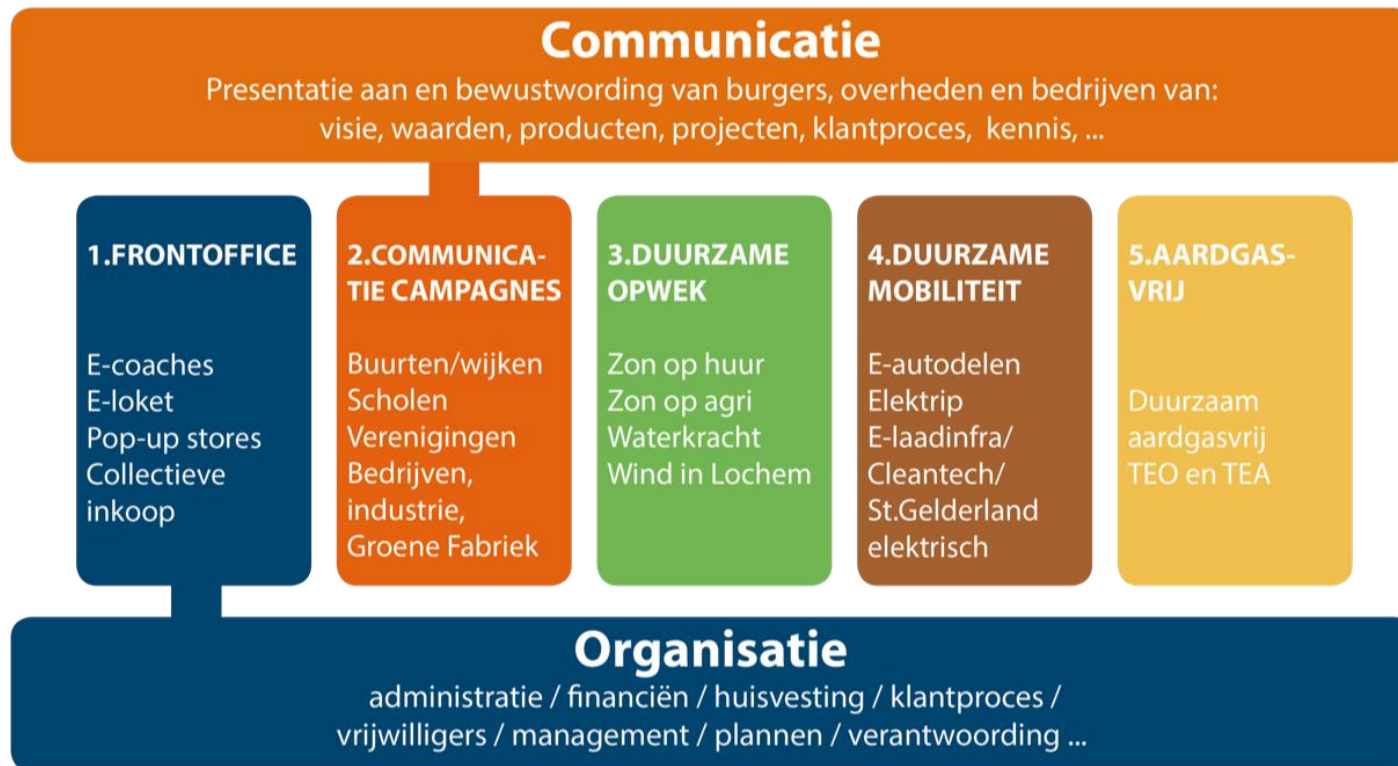 Communicatie
Presentatie aan en bewustwording van burgers, overheden en bedrijven van:
visie, waarden, producten, projecten, klantproces, kennis, ...
1.FRONTOFFICE
E-coaches
E-loket
Pop-up stores
Collectieve
inkoop
2.COMMUNICA-
TIE CAMPAGNES
Buurten/wijken
Scholen
Verenigingen
Bedrijven,
industrie,
Groene Fabriek
3.DUURZAME
OPWEK
Zon op huur
Zon op agri
Waterkracht
Wind in Lochem
4.DUURZAME
MOBILITEIT
E-autodelen
Elektrip
E-laadinfra/
Cleantech/
St.Gelderland
elektrisch
5.AARDGAS-
VRIJ
Duurzaam
aardgasvrij
TEO en TEA
Organisatie
administratie / financiën / huisvesting / klantproces /
vrijwilligers / management / plannen / verantwoording ...